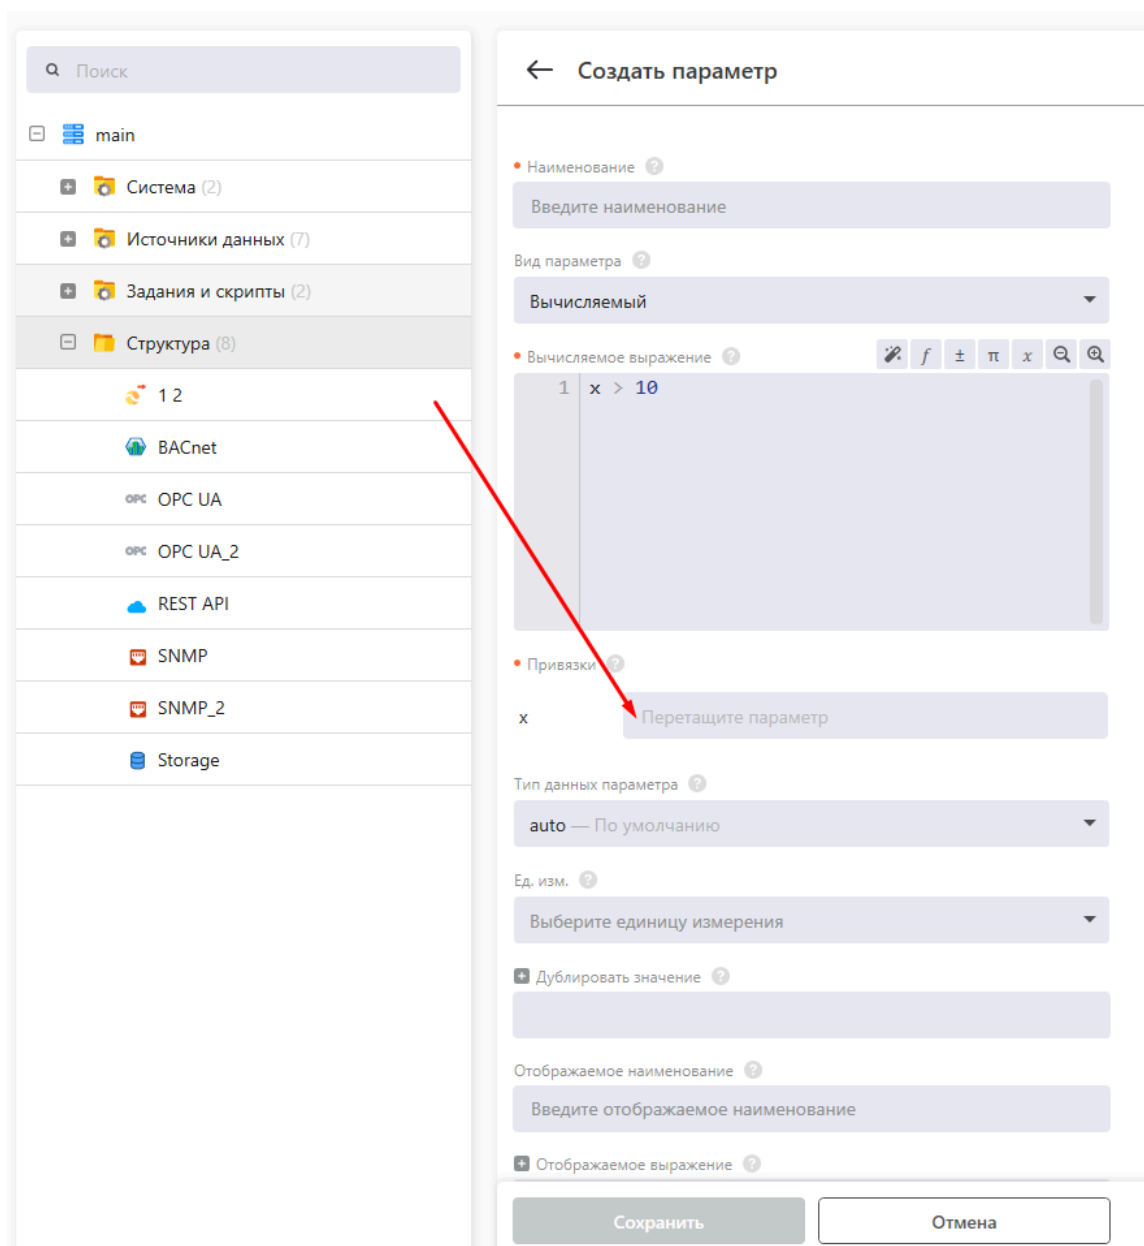 Поиск
main
Система (2)
Источники данных (7)
Задания и скрипты (2)
Структура (8)
1 2
BACnet
OPC OPC UA
OPC OPC UA_2
REST API
SNMP
SNMP_2
Storage
Создать параметр
Наименование ?
Введите наименование
Вид параметра ?
Вычисляемый
Вычисляемое выражение ? f ± π x
1 x > 10
Привязки ?
x Перетащите параметр
Тип данных параметра ?
auto — По умолчанию
Ед. изм. ?
Выберите единицу измерения
Дублировать значение ?
Отображаемое наименование ?
Введите отображаемое наименование
Отображаемое выражение ?
Сохранить Отмена